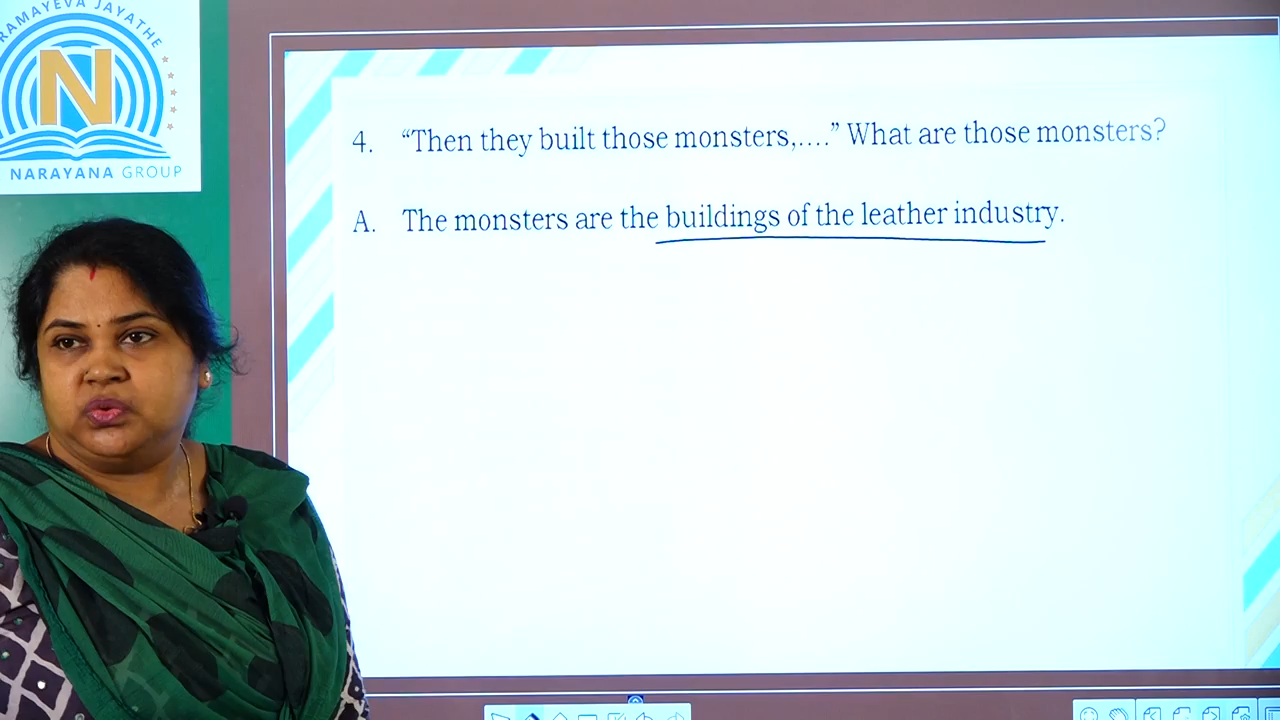 RAMAYEVA JAYATHE
N
NARAYANA GROUP
4. “Then they built those monsters,....” What are those monsters?
A. The monsters are the buildings of the leather industry.